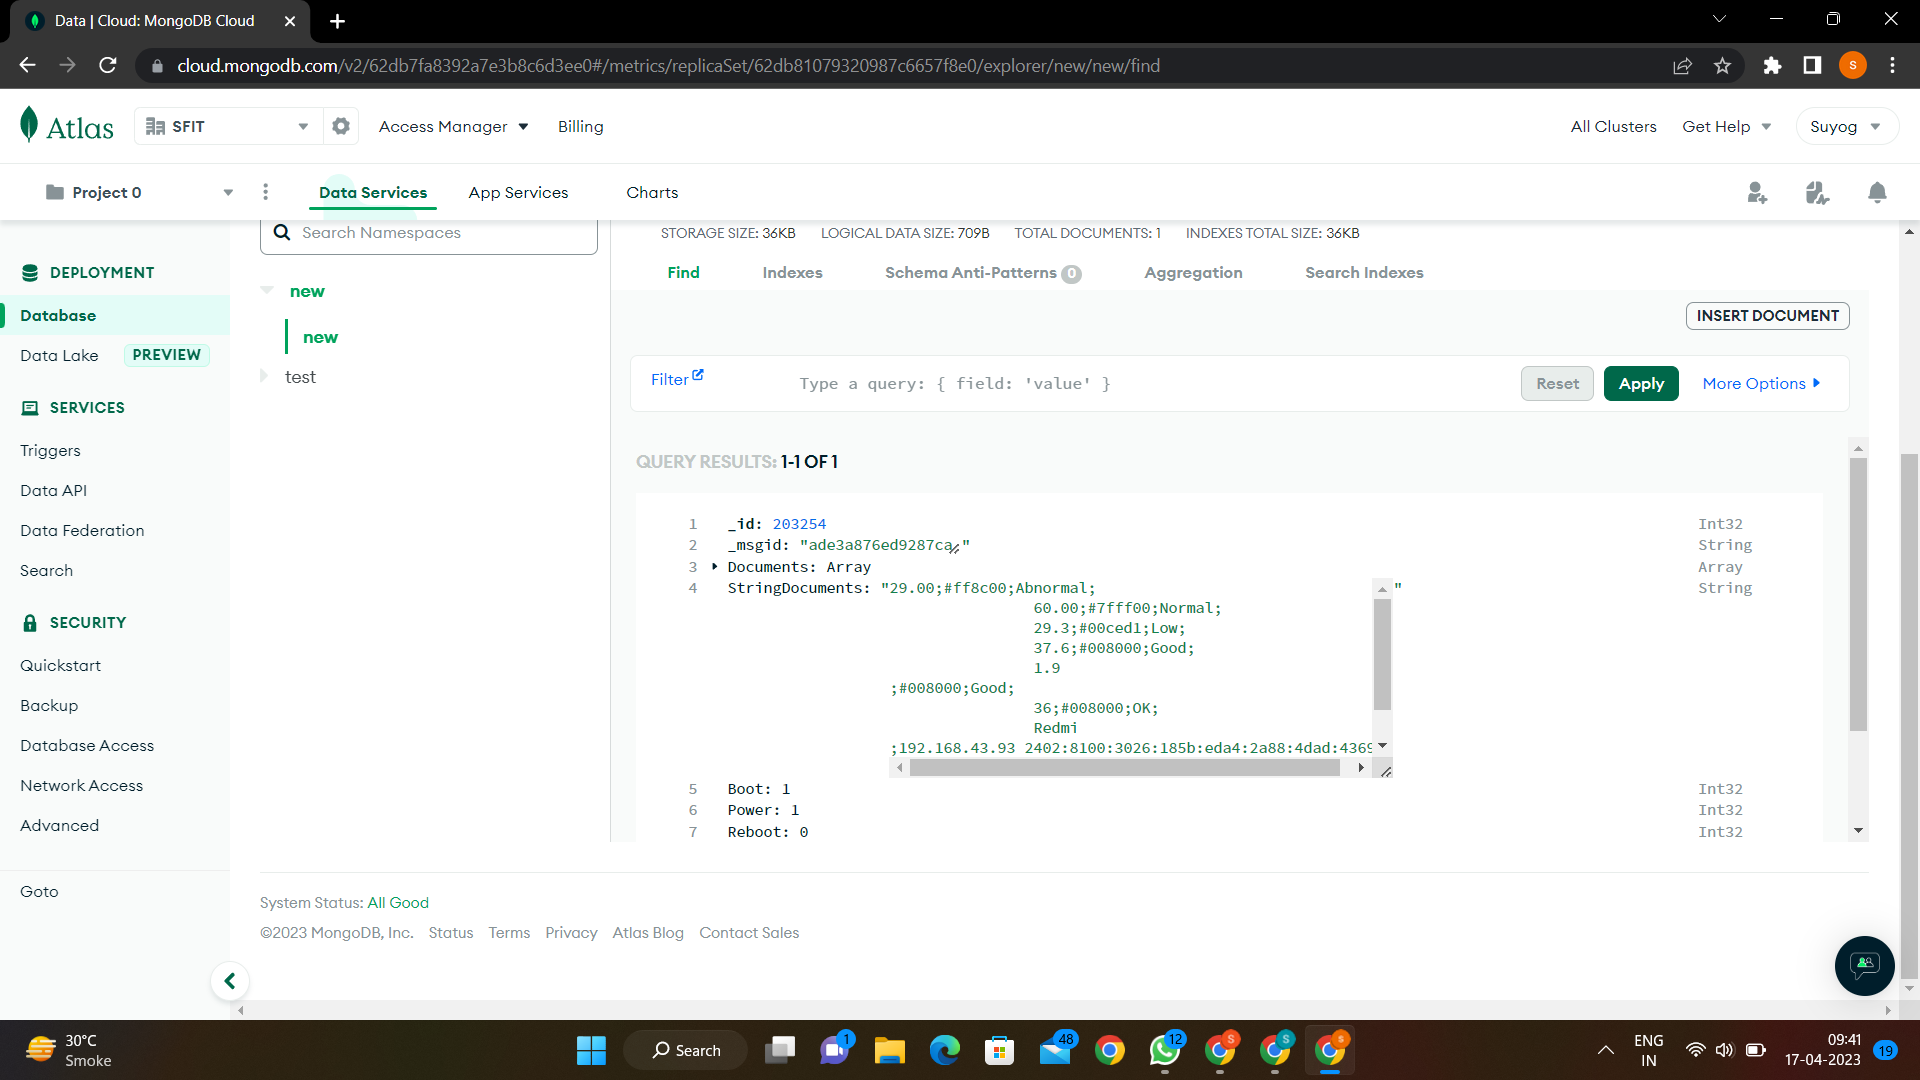 Data | Cloud: MongoDB Cloud
cloud.mongodb.com/v2/62db7fa8392a7e3b8c6d3ee0#/metrics/replicaSet/62db81079320987c6657f8e0/explorer/new/new/find
S
Atlas
SFIT
Access Manager
Billing
All Clusters
Get Help
Suyog
Project 0
Data Services
App Services
Charts
DEPLOYMENT
Database
Data Lake PREVIEW
SERVICES
Triggers
Data API
Data Federation
Search
SECURITY
Quickstart
Backup
Database Access
Network Access
Advanced
Goto
Search Namespaces
new
new
test
STORAGE SIZE: 36KB LOGICAL DATA SIZE: 709B TOTAL DOCUMENTS: 1 INDEXES TOTAL SIZE: 36KB
Find Indexes Schema Anti-Patterns 0 Aggregation Search Indexes
INSERT DOCUMENT
Filter Type a query: { field: 'value' } Reset Apply More Options
QUERY RESULTS: 1-1 OF 1
1 _id: 203254 Int32
2 _msgid: "ade3a876ed9287ca" String
3 Documents: Array Array
4 StringDocuments: "29.00;#ff8c00;Abnormal; " String
60.00;#7fff00;Normal;
29.3;#00ced1;Low;
37.6;#008000;Good;
1.9
;#008000;Good;
36;#008000;OK;
Redmi
;192.168.43.93 2402:8100:3026:185b:eda4:2a88:4dad:4369
5 Boot: 1 Int32
6 Power: 1 Int32
7 Reboot: 0 Int32
System Status: All Good
©2023 MongoDB, Inc. Status Terms Privacy Atlas Blog Contact Sales
30°C
Smoke
Search
1
48
12
S
S
S
ENG
IN
09:41
17-04-2023
19